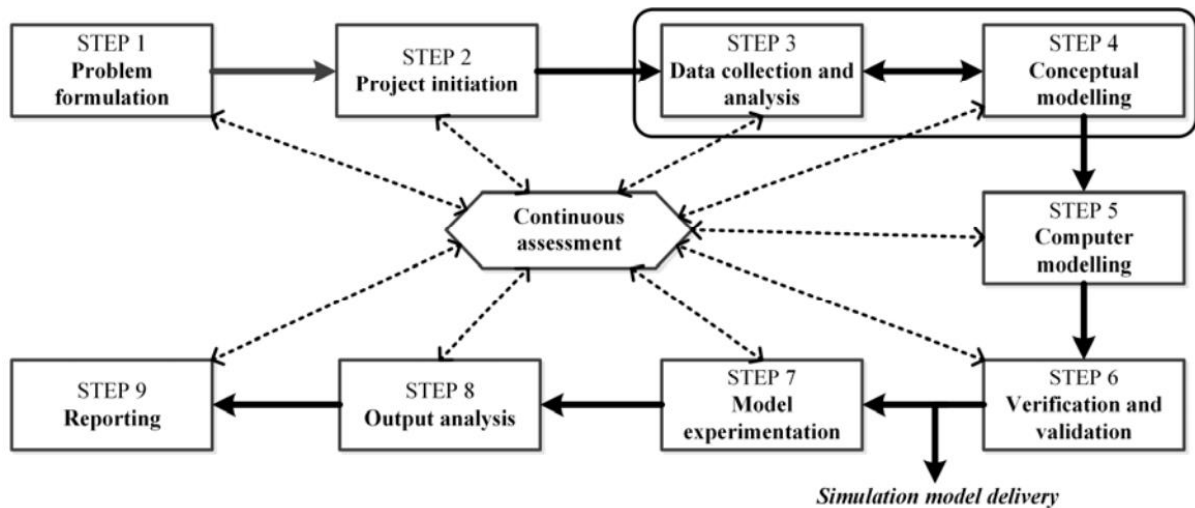 STEP 1
Problem
formulation
STEP 2
Project initiation
STEP 3
Data collection and
analysis
STEP 4
Conceptual
modelling
Continuous
assessment
STEP 5
Computer
modelling
STEP 9
Reporting
STEP 8
Output analysis
STEP 7
Model
experimentation
STEP 6
Verification and
validation
Simulation model delivery